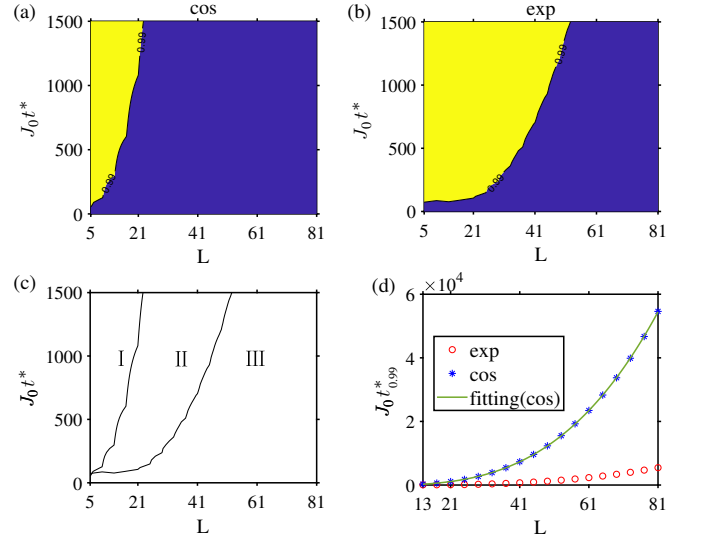 (a) cos
J₀t*
1500
1000
500
0
0.99
0.99
5 21 41 61 81
L
(b) exp
J₀t*
1500
1000
500
0
0.99
0.99
5 21 41 61 81
L
(c)
J₀t*
1500
1000
500
0
I II III
5 21 41 61 81
L
(d)
×10⁴
J₀t*₀.₉₉
6
4
2
0
exp
cos
fitting(cos)
13 21 41 61 81
L